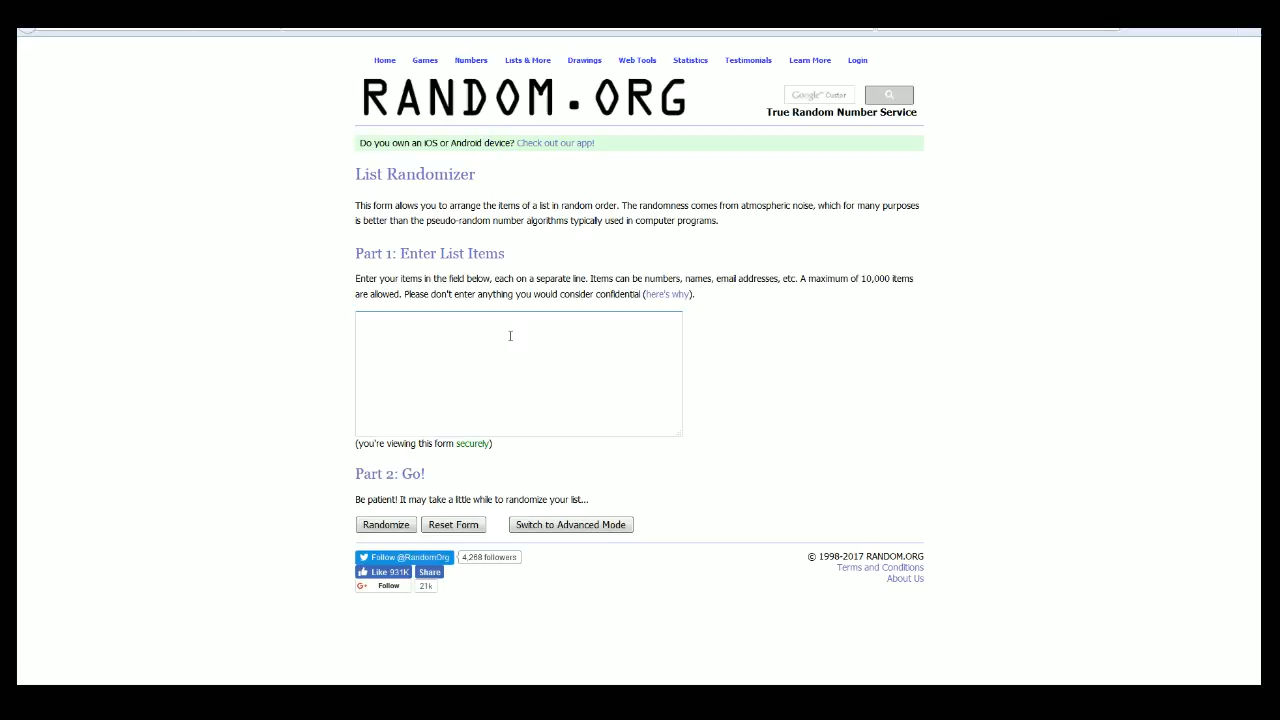 Home Games Numbers Lists & More Drawings Web Tools Statistics Testimonials Learn More Login
RANDOM.ORG
Google™ Custom
True Random Number Service
Do you own an iOS or Android device? Check out our app!
List Randomizer
This form allows you to arrange the items of a list in random order. The randomness comes from atmospheric noise, which for many purposes
is better than the pseudo-random number algorithms typically used in computer programs.
Part 1: Enter List Items
Enter your items in the field below, each on a separate line. Items can be numbers, names, email addresses, etc. A maximum of 10,000 items
are allowed. Please don't enter anything you would consider confidential (here's why).
(you're viewing this form securely)
Part 2: Go!
Be patient! It may take a little while to randomize your list...
Randomize Reset Form Switch to Advanced Mode
Follow @RandomOrg 4,268 followers
Like 931K Share
G+ Follow 21k
© 1998-2017 RANDOM.ORG
Terms and Conditions
About Us